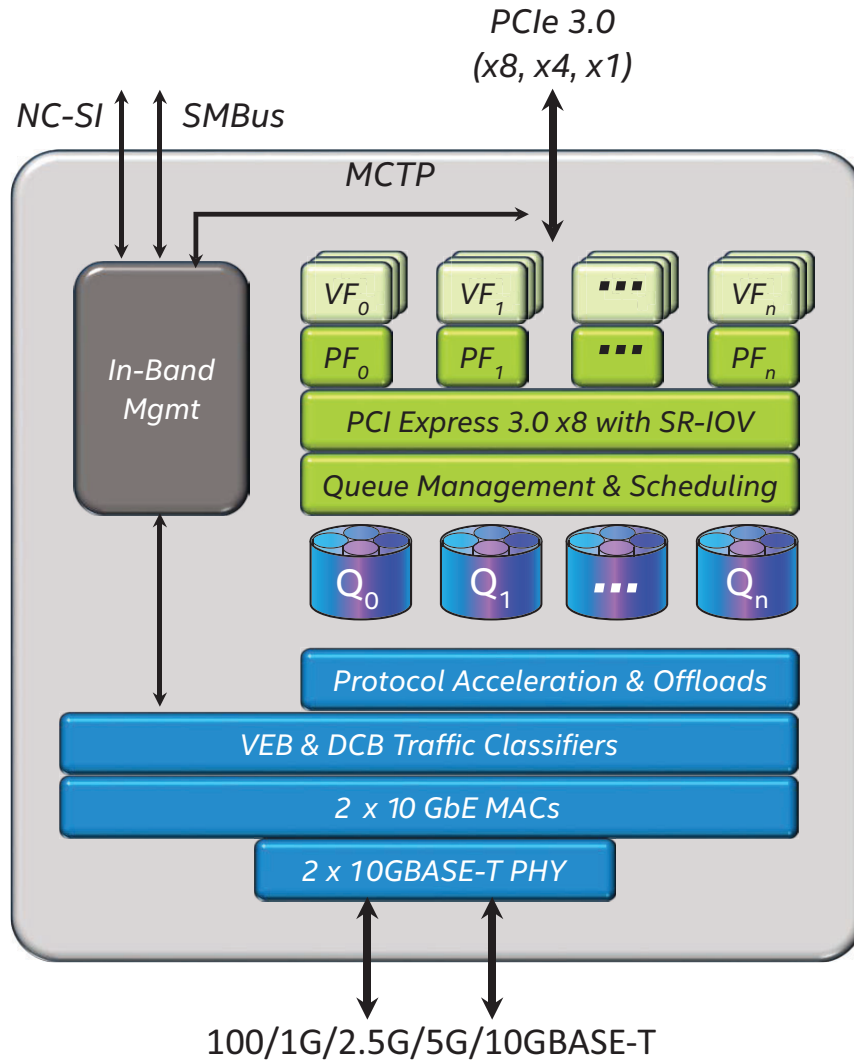 PCIe 3.0
(x8, x4, x1)
NC-SI
SMBus
MCTP
VF0
VF1
...
VFn
PF0
PF1
...
PFn
In-Band
Mgmt
PCI Express 3.0 x8 with SR-IOV
Queue Management & Scheduling
Q0
Q1
...
Qn
Protocol Acceleration & Offloads
VEB & DCB Traffic Classifiers
2 x 10 GbE MACs
2 x 10GBASE-T PHY
100/1G/2.5G/5G/10GBASE-T